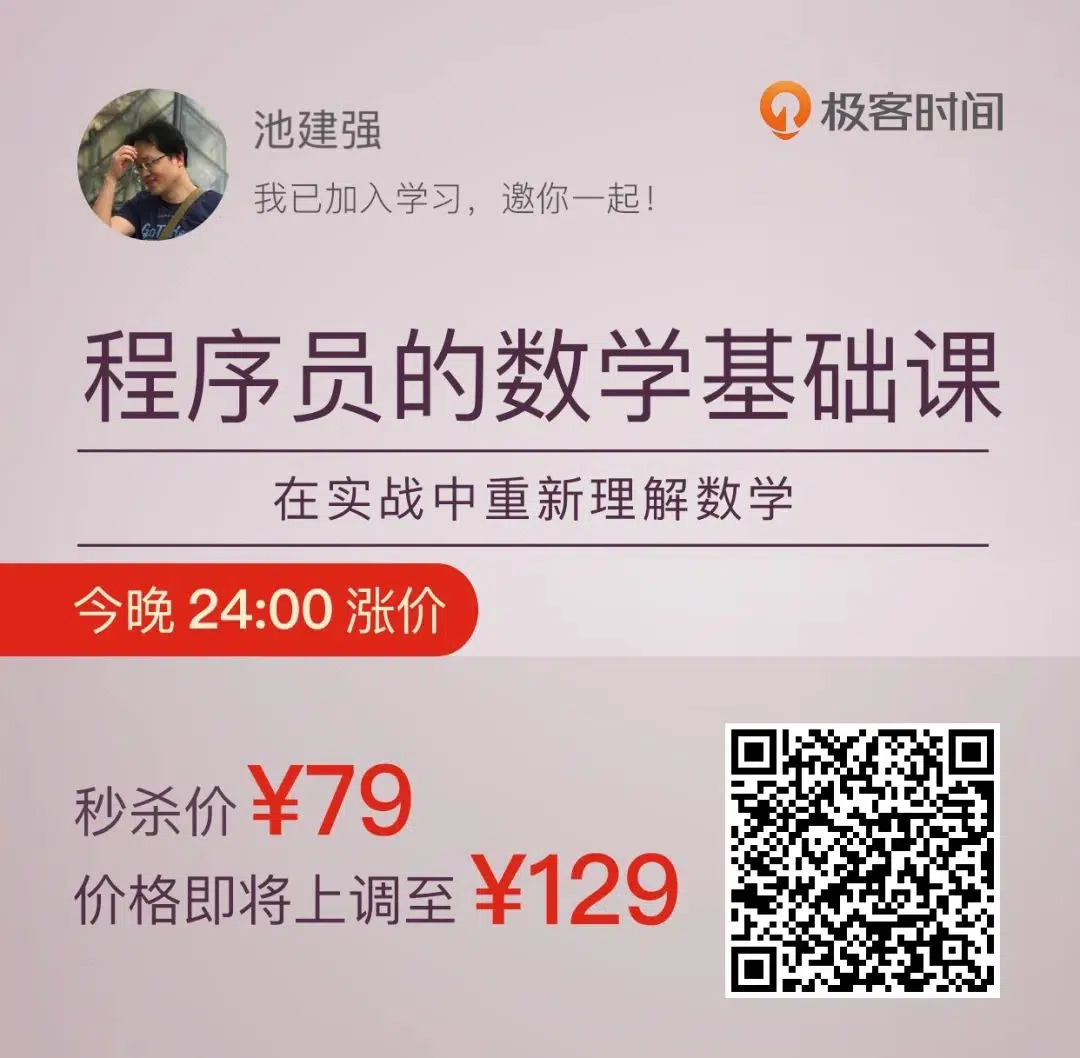 池建强
极客时间
我已加入学习，邀你一起！
程序员的数学基础课
在实战中重新理解数学
今晚 24:00 涨价
秒杀价 ¥79
价格即将上调至 ¥129